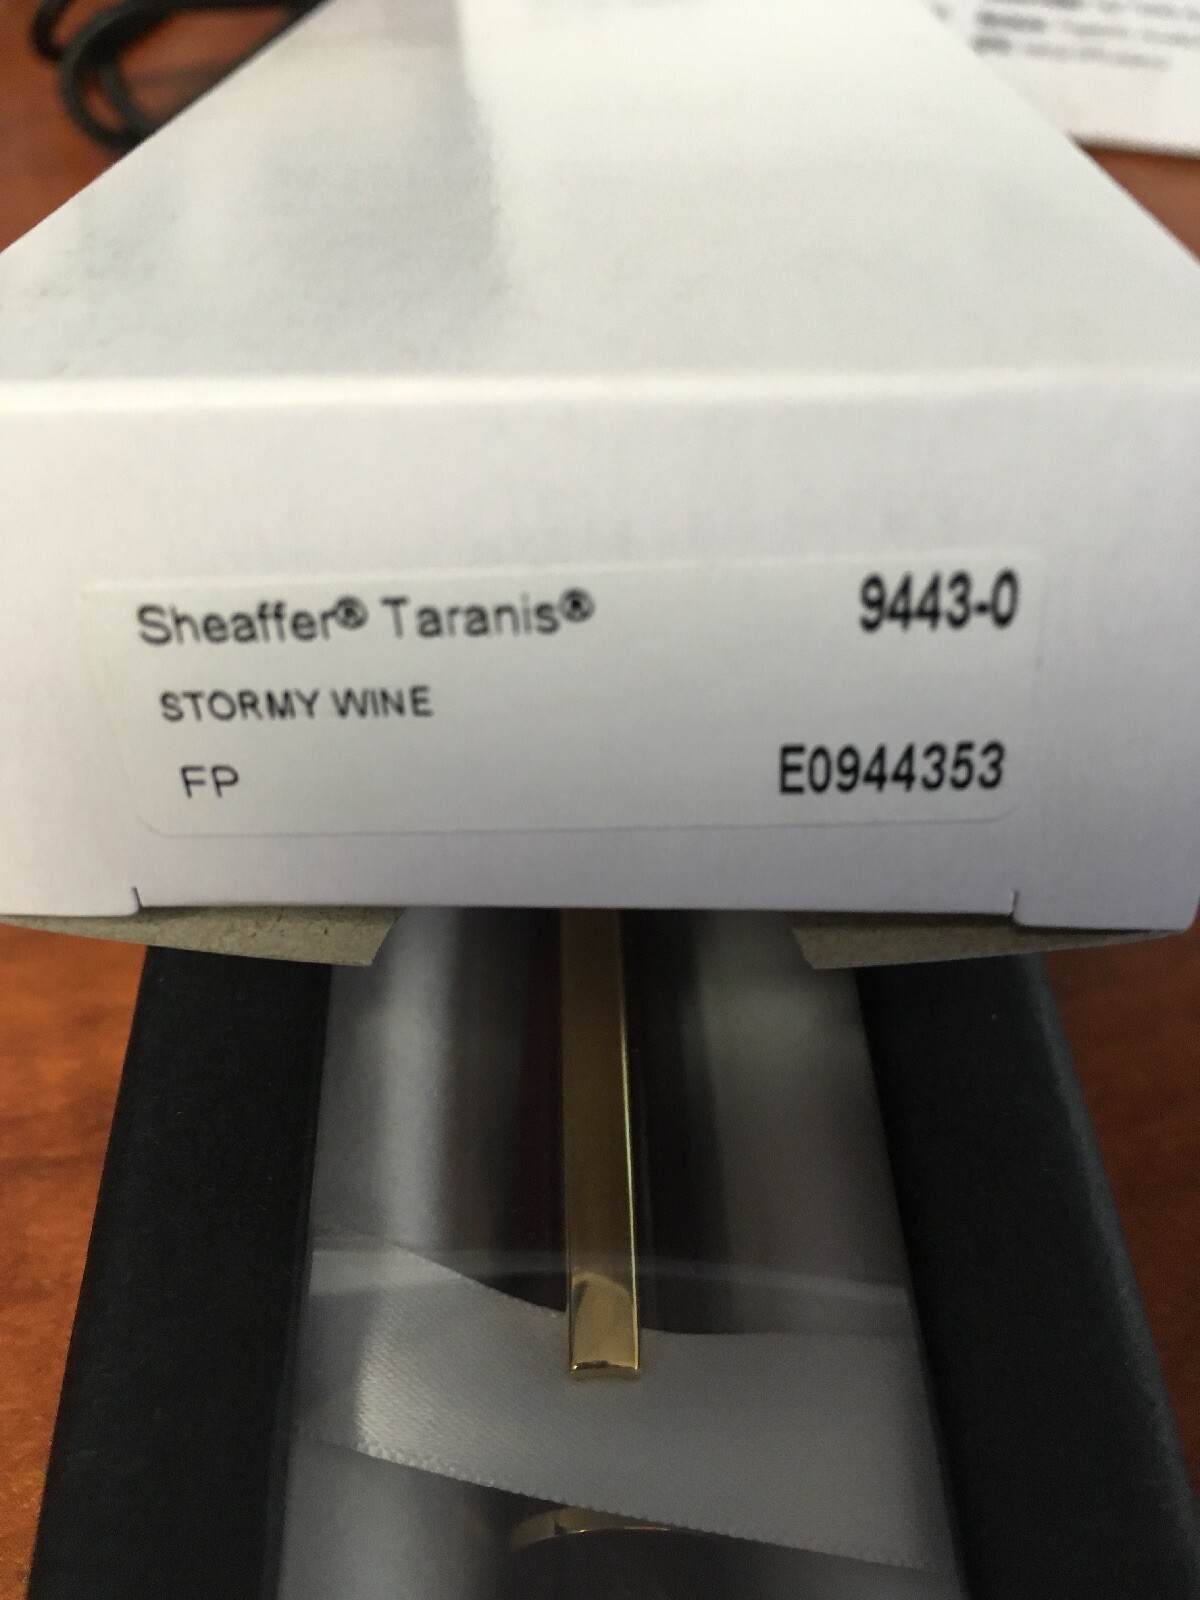 Sheaffer® Taranis® 9443-0
STORMY WINE
FP E0944353